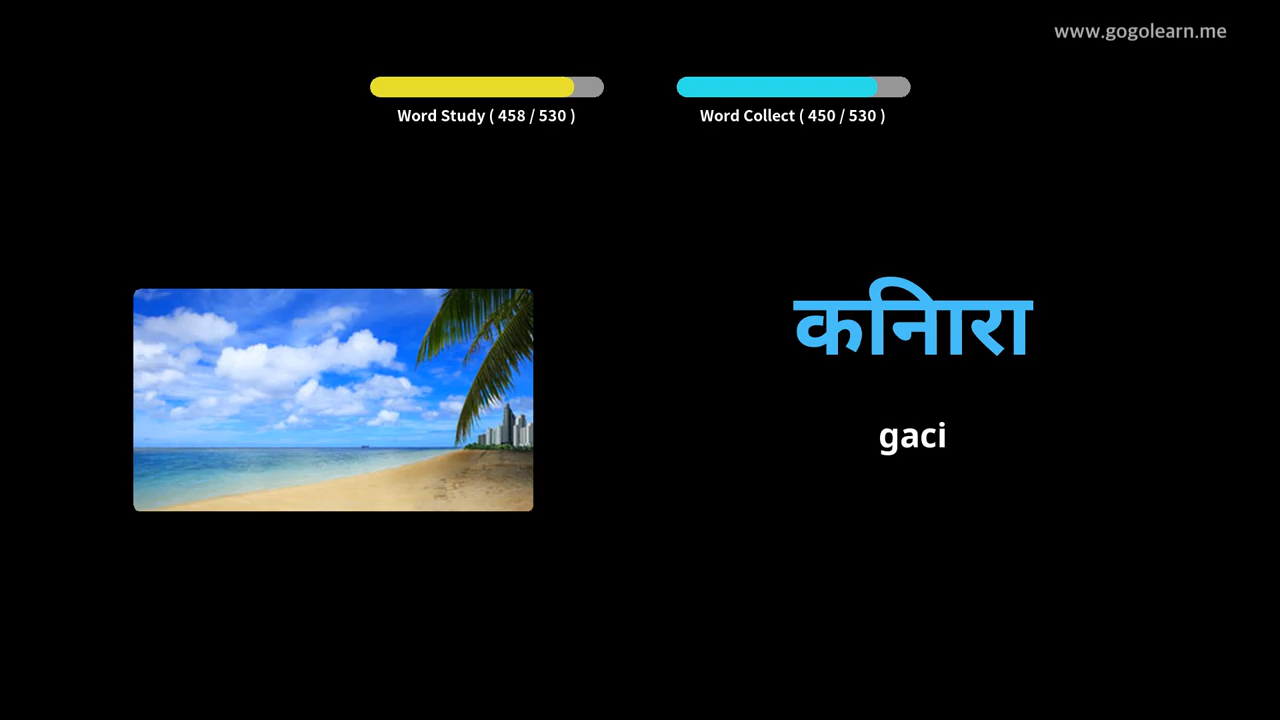 www.gogolearn.me
Word Study ( 458 / 530 )
Word Collect ( 450 / 530 )
कनिारा
gaci